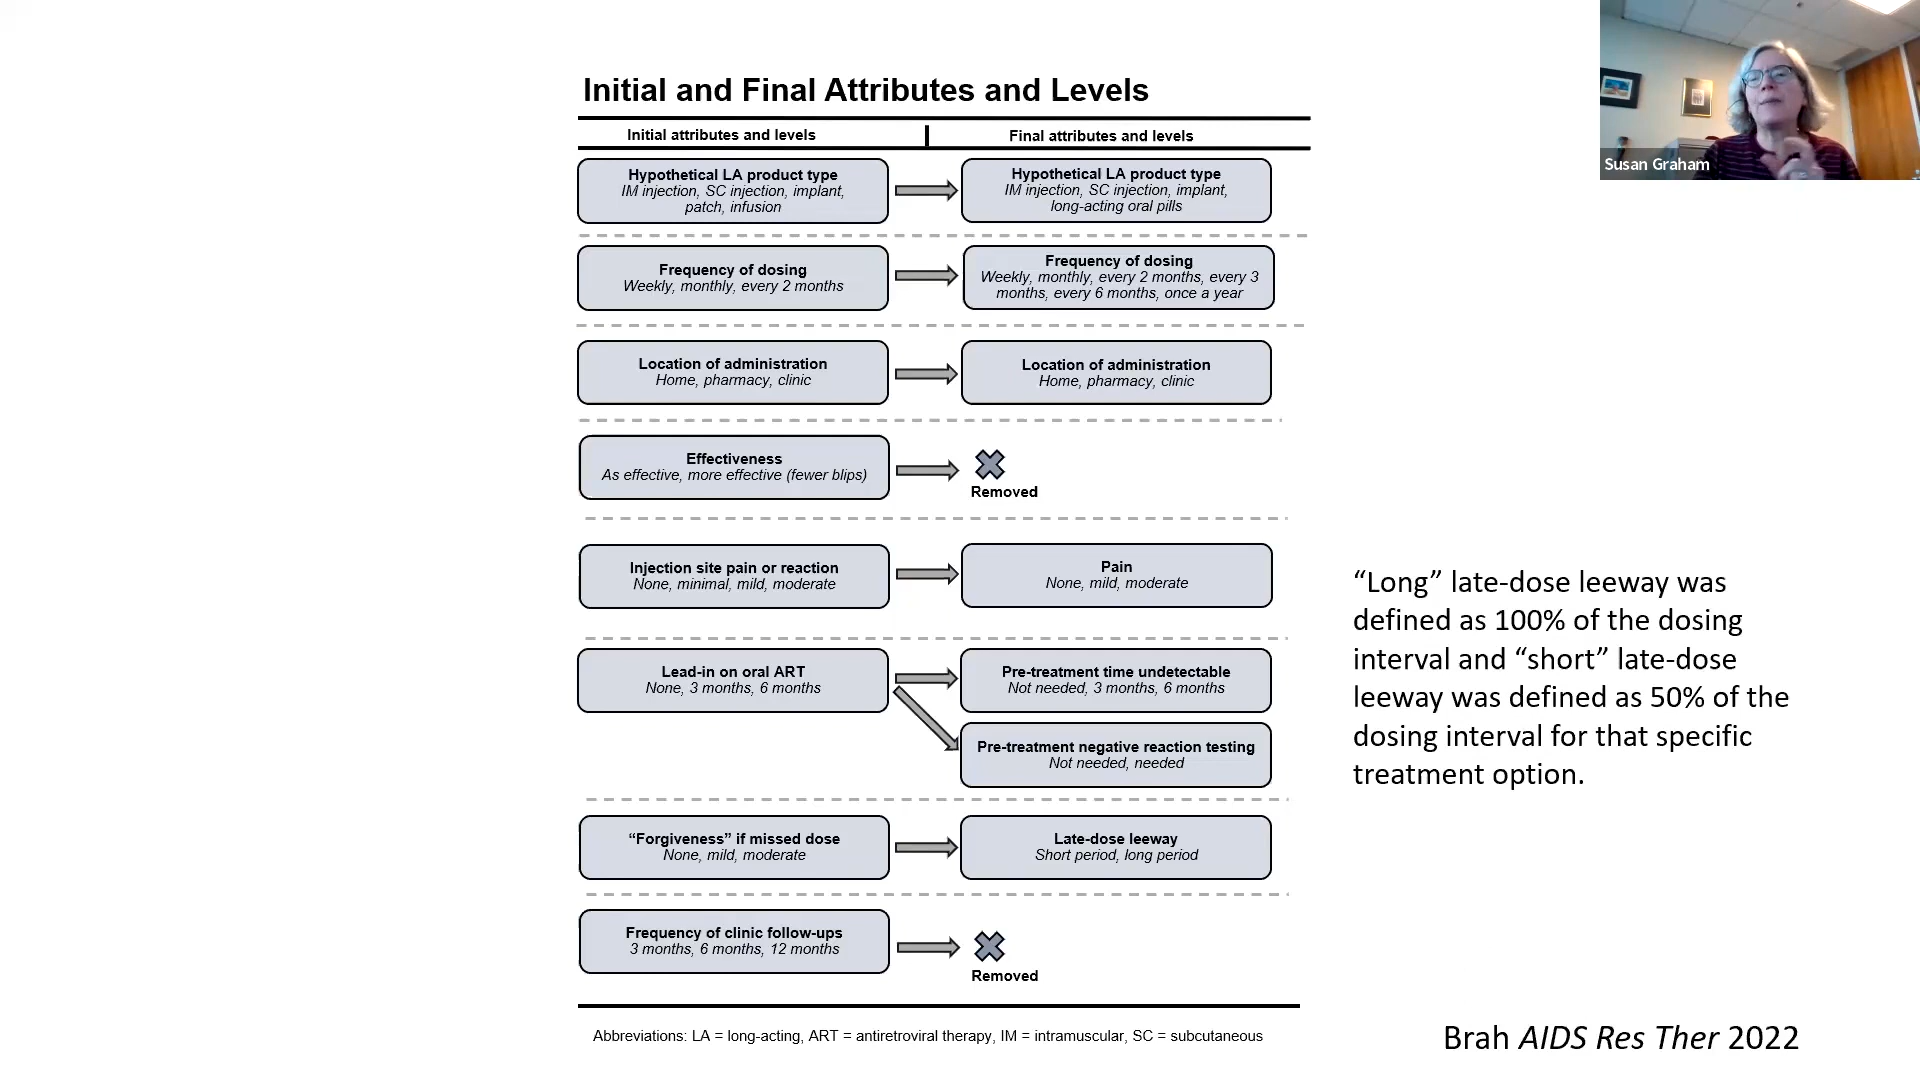 Initial and Final Attributes and Levels
Initial attributes and levels
Final attributes and levels
Hypothetical LA product type
IM injection, SC injection, implant,
patch, infusion
Hypothetical LA product type
IM injection, SC injection, implant,
long-acting oral pills
Frequency of dosing
Weekly, monthly, every 2 months
Frequency of dosing
Weekly, monthly, every 2 months, every 3
months, every 6 months, once a year
Location of administration
Home, pharmacy, clinic
Location of administration
Home, pharmacy, clinic
Effectiveness
As effective, more effective (fewer blips)
Removed
Injection site pain or reaction
None, minimal, mild, moderate
Pain
None, mild, moderate
Lead-in on oral ART
None, 3 months, 6 months
Pre-treatment time undetectable
Not needed, 3 months, 6 months
Pre-treatment negative reaction testing
Not needed, needed
“Forgiveness” if missed dose
None, mild, moderate
Late-dose leeway
Short period, long period
Frequency of clinic follow-ups
3 months, 6 months, 12 months
Removed
Abbreviations: LA = long-acting, ART = antiretroviral therapy, IM = intramuscular, SC = subcutaneous
Susan Graham
“Long” late-dose leeway was
defined as 100% of the dosing
interval and “short” late-dose
leeway was defined as 50% of the
dosing interval for that specific
treatment option.
Brah AIDS Res Ther 2022